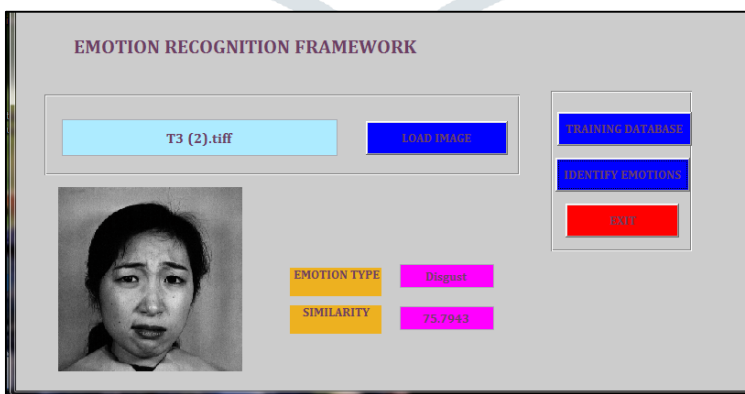 EMOTION RECOGNITION FRAMEWORK
T3 (2).tiff
LOAD IMAGE
TRAINING DATABASE
IDENTIFY EMOTIONS
EXIT
EMOTION TYPE
Disgust
SIMILARITY
75.7943